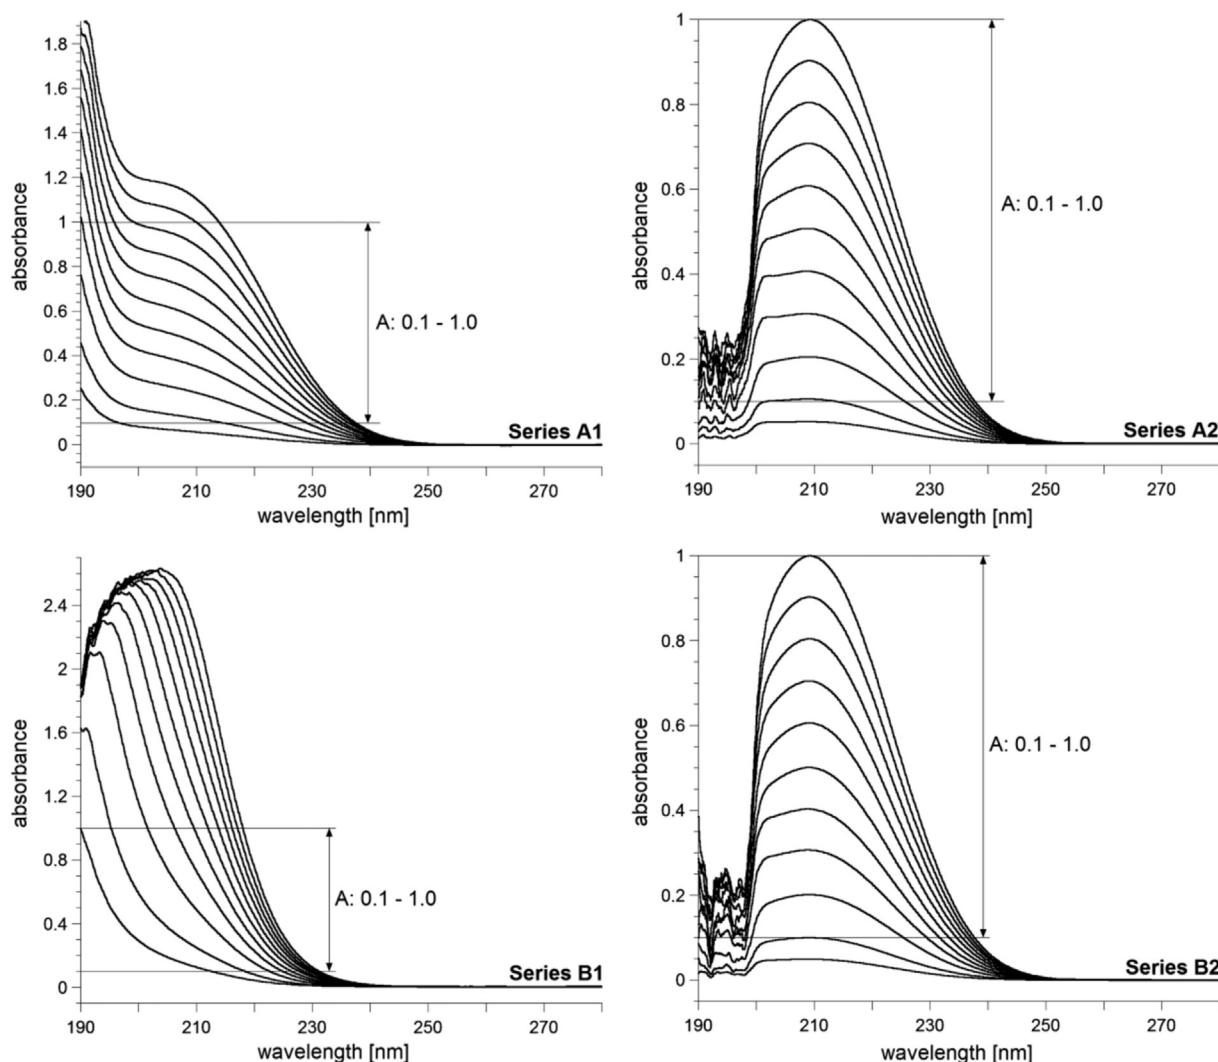 1.8
1.6
1.4
1.2
1
0.8
0.6
0.4
0.2
0
absorbance
A: 0.1 - 1.0
Series A1
190 210 230 250 270
wavelength [nm]
1
0.8
0.6
0.4
0.2
0
absorbance
A: 0.1 - 1.0
Series A2
190 210 230 250 270
wavelength [nm]
2.4
2
1.6
1.2
0.8
0.4
0
absorbance
A: 0.1 - 1.0
Series B1
190 210 230 250 270
wavelength [nm]
1
0.8
0.6
0.4
0.2
0
absorbance
A: 0.1 - 1.0
Series B2
190 210 230 250 270
wavelength [nm]